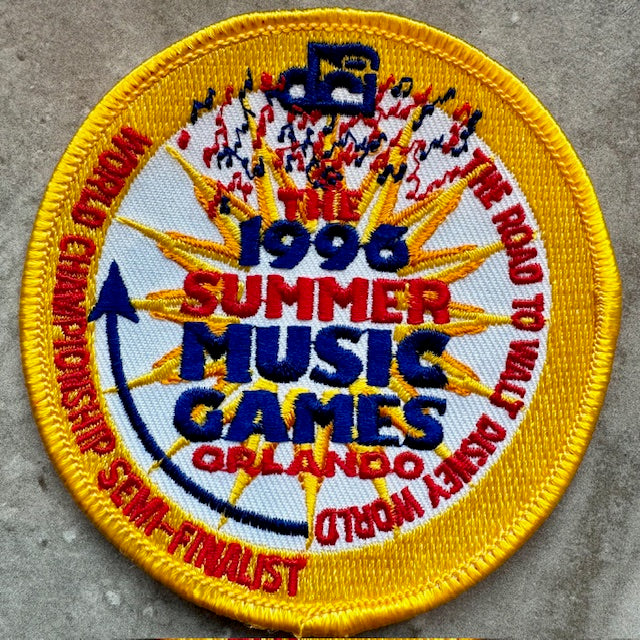 dci
THE
1996
SUMMER
MUSIC
GAMES
ORLANDO
THE ROAD TO WALT DISNEY WORLD
WORLD CHAMPIONSHIP SEMI-FINALIST